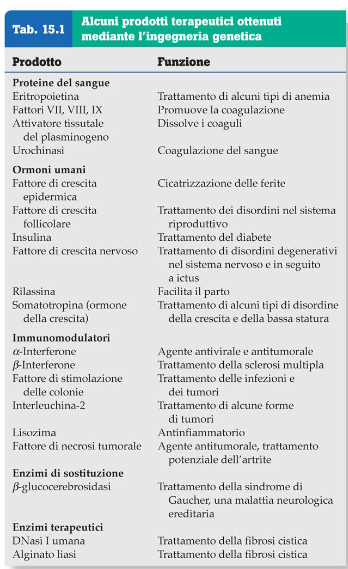 Tab. 15.1 Alcuni prodotti terapeutici ottenuti
mediante l'ingegneria genetica
Prodotto Funzione
Proteine del sangue
Eritropoietina Trattamento di alcuni tipi di anemia
Fattori VII, VIII, IX Promuove la coagulazione
Attivatore tissutale Dissolve i coaguli
del plasminogeno
Urochinasi Coagulazione del sangue
Ormoni umani
Fattore di crescita Cicatrizzazione delle ferite
epidermica
Fattore di crescita Trattamento dei disordini nel sistema
follicolare riproduttivo
Insulina Trattamento del diabete
Fattore di crescita nervoso Trattamento di disordini degenerativi
nel sistema nervoso e in seguito
a ictus
Rilassina Facilita il parto
Somatotropina (ormone Trattamento di alcuni tipi di disordine
della crescita) della crescita e della bassa statura
Immunomodulatori
α-Interferone Agente antivirale e antitumorale
β-Interferone Trattamento della sclerosi multipla
Fattore di stimolazione Trattamento delle infezioni e
delle colonie dei tumori
Interleuchina-2 Trattamento di alcune forme
di tumori
Lisozima Antinfiammatorio
Fattore di necrosi tumorale Agente antitumorale, trattamento
potenziale dell'artrite
Enzimi di sostituzione
β-glucocerebrosidasi Trattamento della sindrome di
Gaucher, una malattia neurologica
ereditaria
Enzimi terapeutici
DNasi I umana Trattamento della fibrosi cistica
Alginato liasi Trattamento della fibrosi cistica